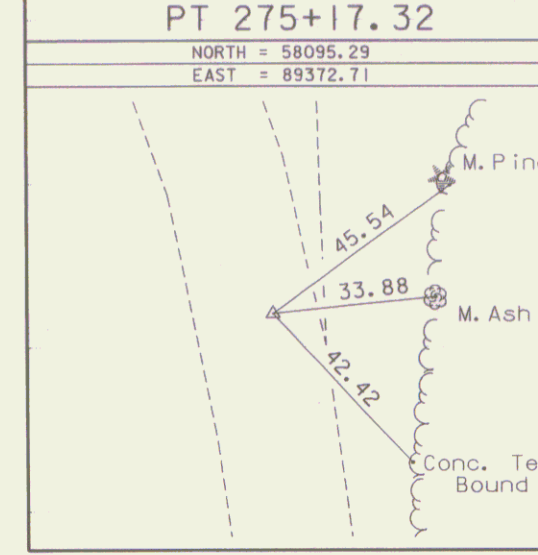 PT 275+17.32
NORTH = 58095.29
EAST = 89372.71
M. Pin
45.54
33.88
M. Ash
42.42
Conc. Te
Bound